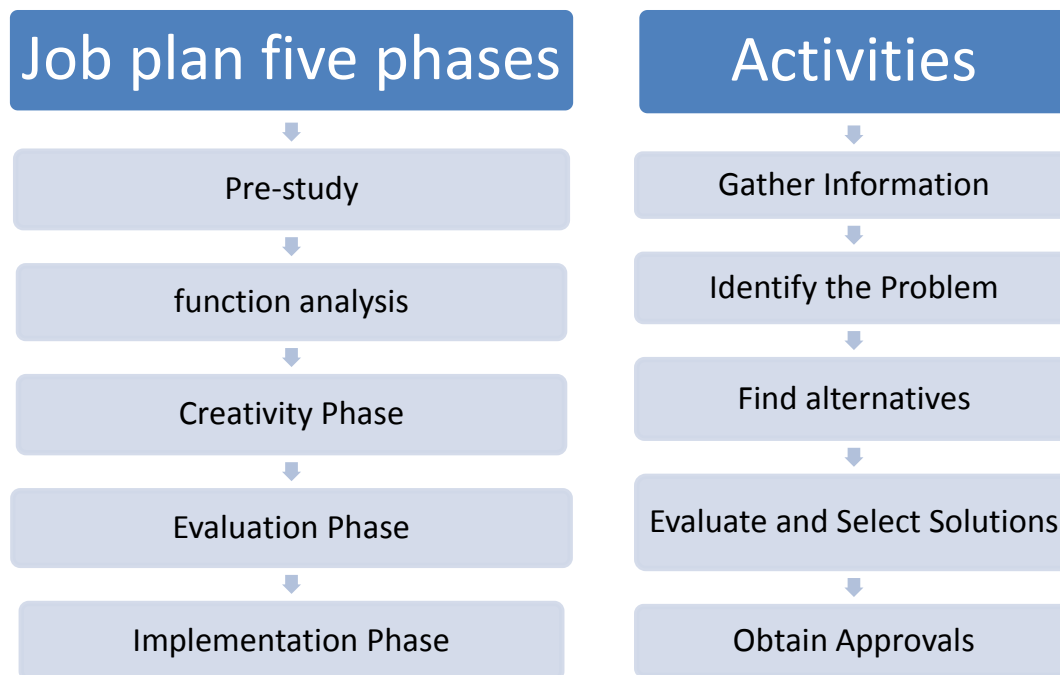 Job plan five phases
Pre-study
function analysis
Creativity Phase
Evaluation Phase
Implementation Phase
Activities
Gather Information
Identify the Problem
Find alternatives
Evaluate and Select Solutions
Obtain Approvals